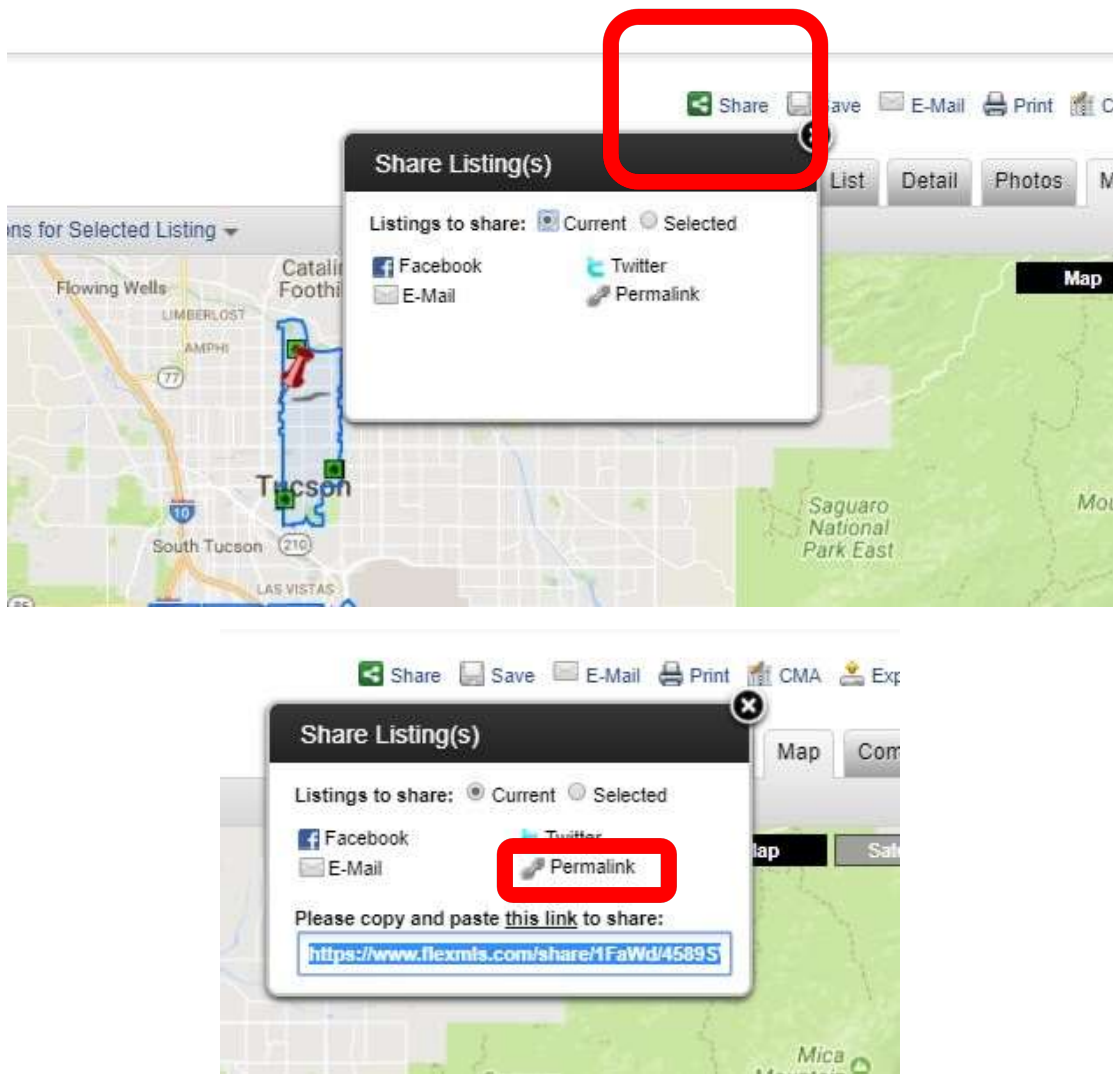 Share Save E-Mail Print
Share Listing(s)
List Detail Photos
Listings to share: Current Selected
Facebook Twitter
E-Mail Permalink
for Selected Listing
Map
Flowing Wells
LIMBERLOST
AMPHI
77
Tucson
10
South Tucson 210
LAS VISTAS
Saguaro
National
Park East
Share Save E-Mail Print CMA
Share Listing(s)
Map
Listings to share: Current Selected
Facebook Twitter
E-Mail Permalink
Please copy and paste this link to share:
https://www.flexmls.com/share/1FaWd/4589S
Mica